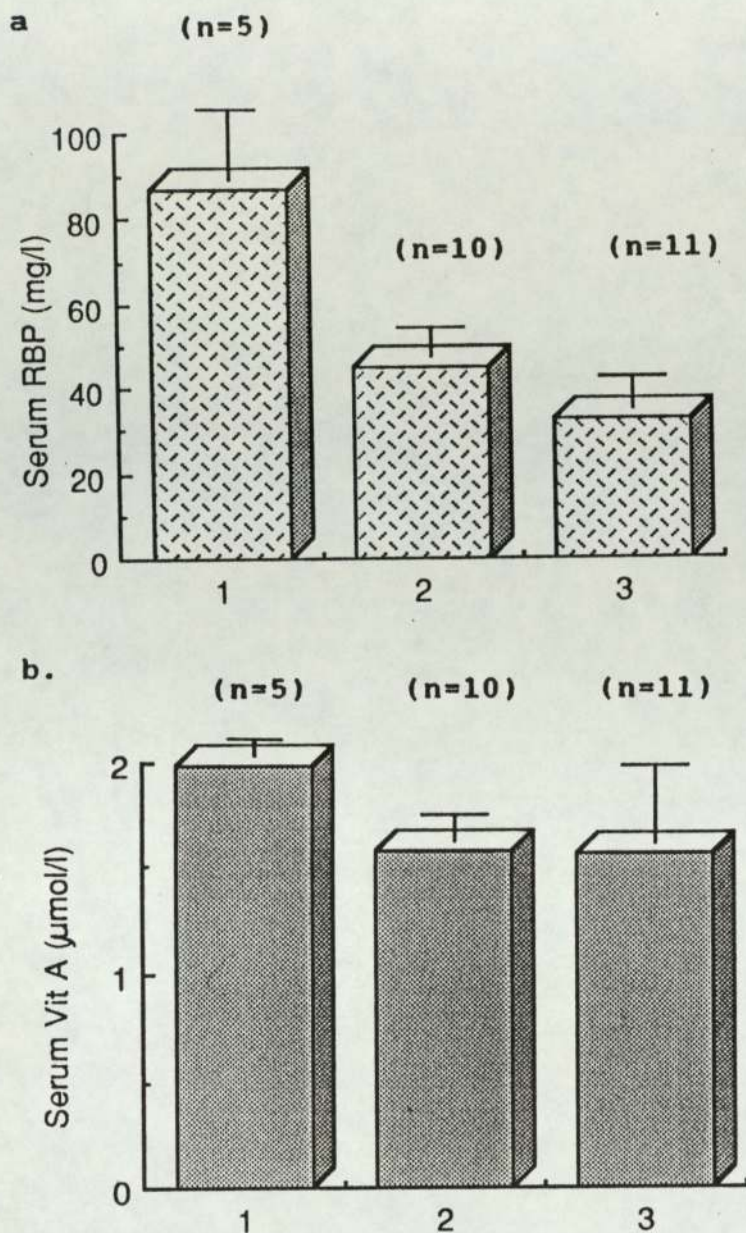 a
(n=5)
(n=10)
(n=11)
Serum RBP (mg/l)
100
80
60
40
20
0
1 2 3
b.
(n=5) (n=10) (n=11)
Serum Vit A (μmol/l)
2
1
0
1 2 3